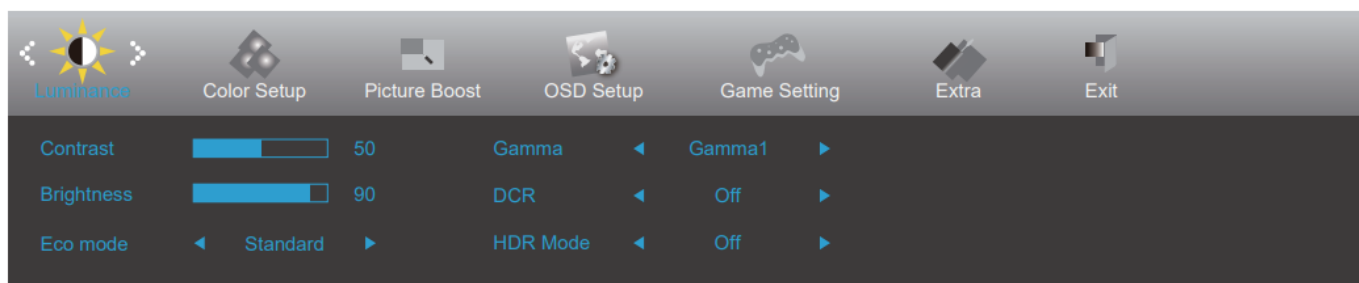 Luminance Color Setup Picture Boost OSD Setup Game Setting Extra Exit
Contrast 50 Gamma Gamma1
Brightness 90 DCR Off
Eco mode Standard HDR Mode Off